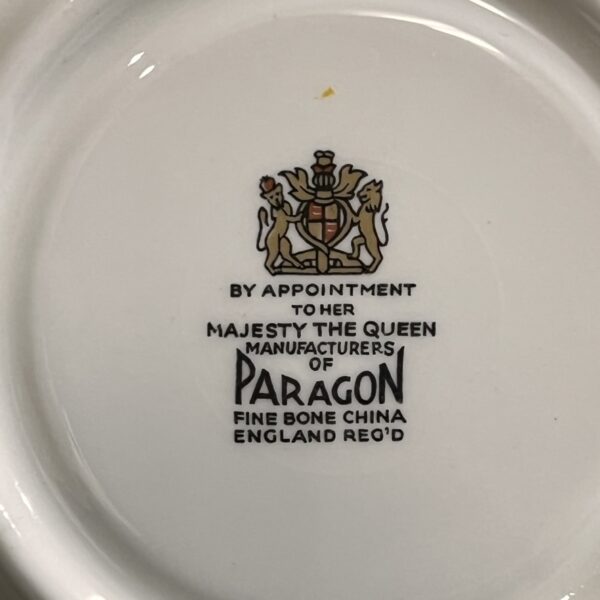 BY APPOINTMENT
TO HER
MAJESTY THE QUEEN
MANUFACTURERS
OF
PARAGON
FINE BONE CHINA
ENGLAND REG'D